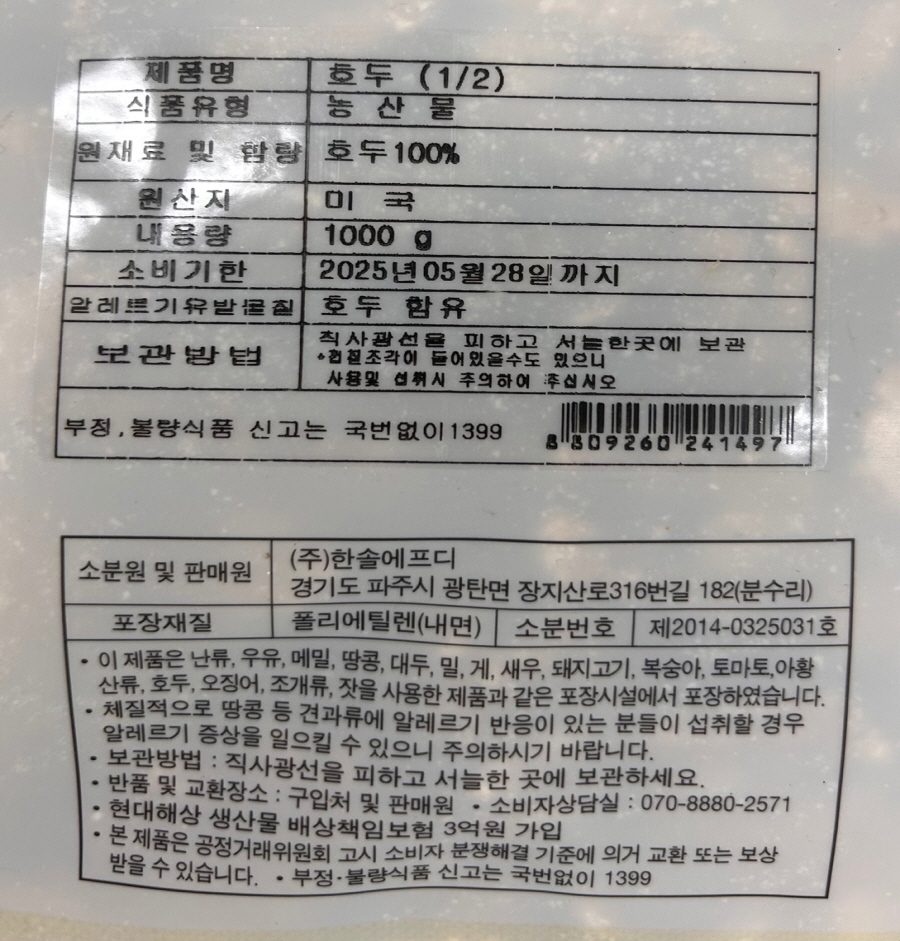 제품명 호두 (1/2)
식품유형 농 산 물
원재료 및 함량 호두100%
원산지 미 국
내용량 1000 g
소비기한 2025년05월28일까지
알레르기유발물질 호두 함유
보관방법 직사광선을 피하고 서늘한곳에 보관
*껍질조각이 들어있을수도 있으니
사용및 섭취시 주의하여 주십시오
부정,불량식품 신고는 국번없이1399
8 809260 241497
소분원 및 판매원 (주)한솔에프디
경기도 파주시 광탄면 장지산로316번길 182(분수리)
포장재질 폴리에틸렌(내면) 소분번호 제2014-0325031호
• 이 제품은 난류, 우유, 메밀, 땅콩, 대두, 밀, 게, 새우, 돼지고기, 복숭아, 토마토,아황
산류, 호두, 오징어, 조개류, 잣을 사용한 제품과 같은 포장시설에서 포장하였습니다.
• 체질적으로 땅콩 등 견과류에 알레르기 반응이 있는 분들이 섭취할 경우
알레르기 증상을 일으킬 수 있으니 주의하시기 바랍니다.
• 보관방법 : 직사광선을 피하고 서늘한 곳에 보관하세요.
• 반품 및 교환장소 : 구입처 및 판매원 • 소비자상담실 : 070-8880-2571
• 현대해상 생산물 배상책임보험 3억원 가입
• 본 제품은 공정거래위원회 고시 소비자 분쟁해결 기준에 의거 교환 또는 보상
받을 수 있습니다. • 부정·불량식품 신고는 국번없이 1399